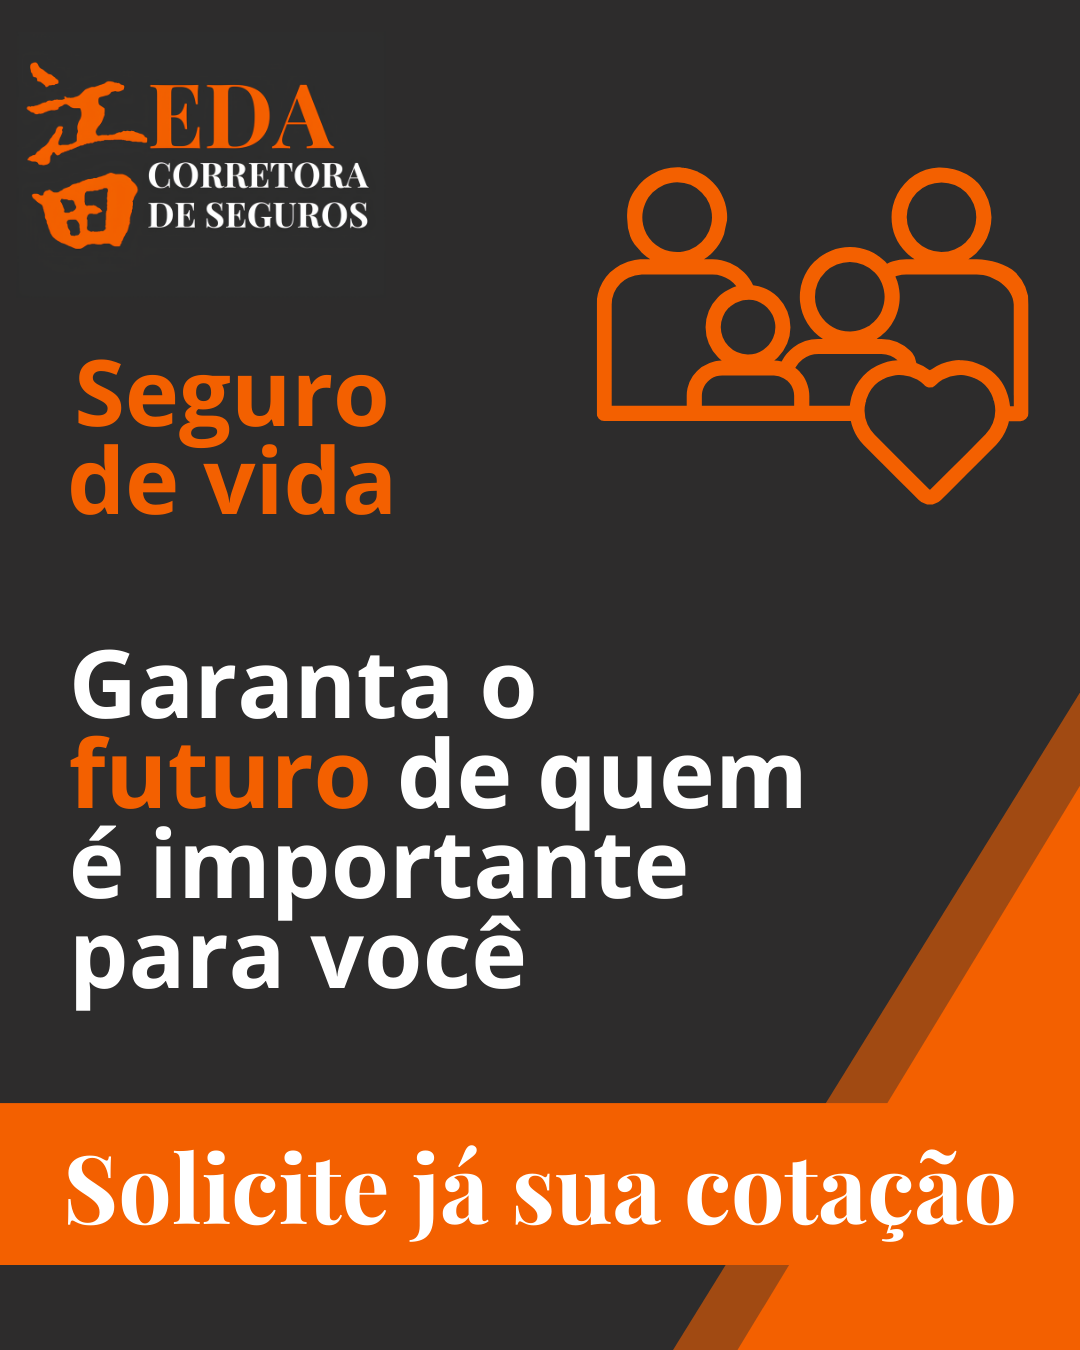 江田
EDA
CORRETORA
DE SEGUROS
Seguro
de vida
Garanta o
futuro de quem
é importante
para você
Solicite já sua cotação